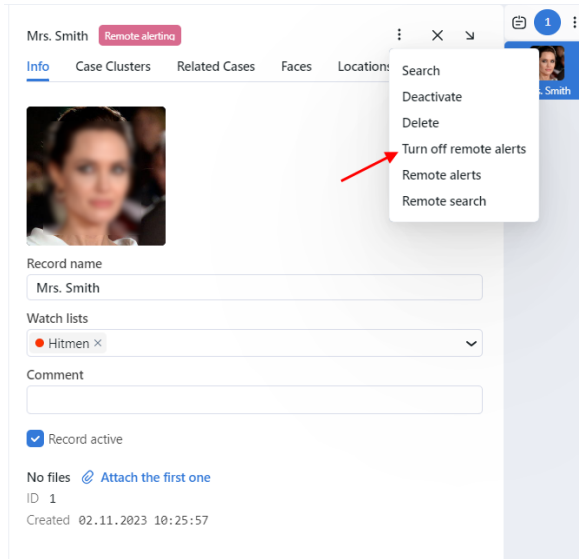 Mrs. Smith Remote alerting
1
Info Case Clusters Related Cases Faces Locations
Search
Deactivate
Delete
Turn off remote alerts
Remote alerts
Remote search
Smith
Record name
Mrs. Smith
Watch lists
Hitmen ×
Comment
Record active
No files Attach the first one
ID 1
Created 02.11.2023 10:25:57